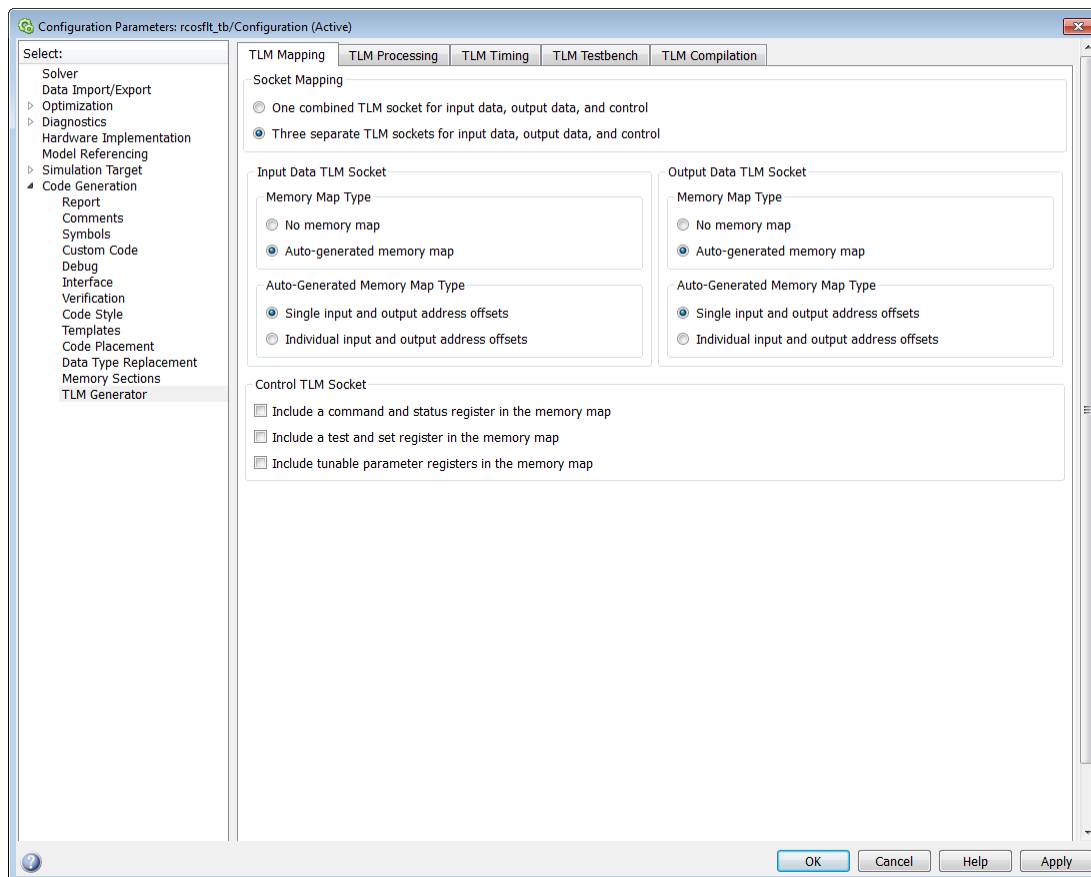 Configuration Parameters: rcosflt_tb/Configuration (Active)
Select:
Solver
Data Import/Export
Optimization
Diagnostics
Hardware Implementation
Model Referencing
Simulation Target
Code Generation
Report
Comments
Symbols
Custom Code
Debug
Interface
Verification
Code Style
Templates
Code Placement
Data Type Replacement
Memory Sections
TLM Generator
TLM Mapping TLM Processing TLM Timing TLM Testbench TLM Compilation
Socket Mapping
One combined TLM socket for input data, output data, and control
Three separate TLM sockets for input data, output data, and control
Input Data TLM Socket
Memory Map Type
No memory map
Auto-generated memory map
Auto-Generated Memory Map Type
Single input and output address offsets
Individual input and output address offsets
Output Data TLM Socket
Memory Map Type
No memory map
Auto-generated memory map
Auto-Generated Memory Map Type
Single input and output address offsets
Individual input and output address offsets
Control TLM Socket
Include a command and status register in the memory map
Include a test and set register in the memory map
Include tunable parameter registers in the memory map
OK Cancel Help Apply